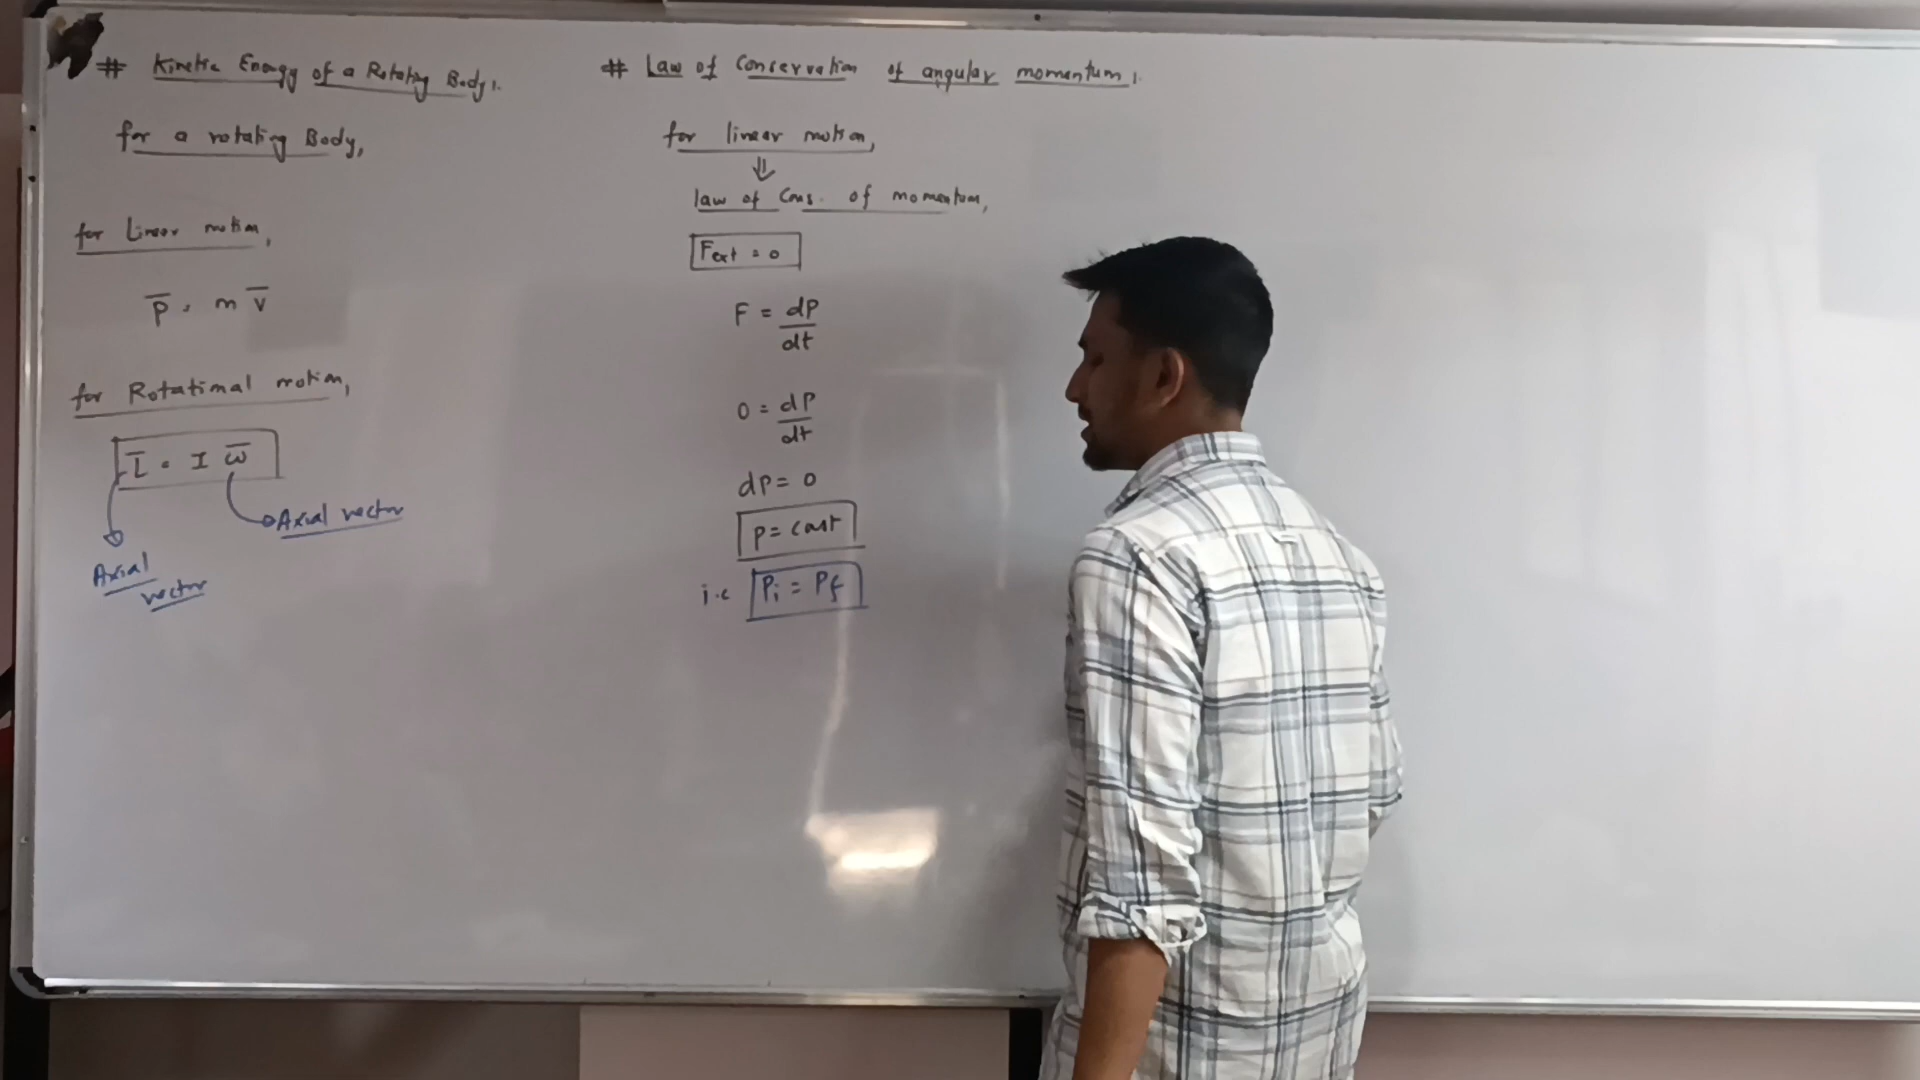 # Kinetic Energy of a Rotating Body:
for a rotating Body,
for Linear motion,
P̅ = m v̅
for Rotational motion,
L̅ = I ω̅
Axial vector
Axial
vector
# Law of Conservation of angular momentum:
for linear motion,
⇓
law of Cons. of momentum,
Fext = 0
F = dP/dt
0 = dP/dt
dP = 0
P = const
i.e Pi = Pf